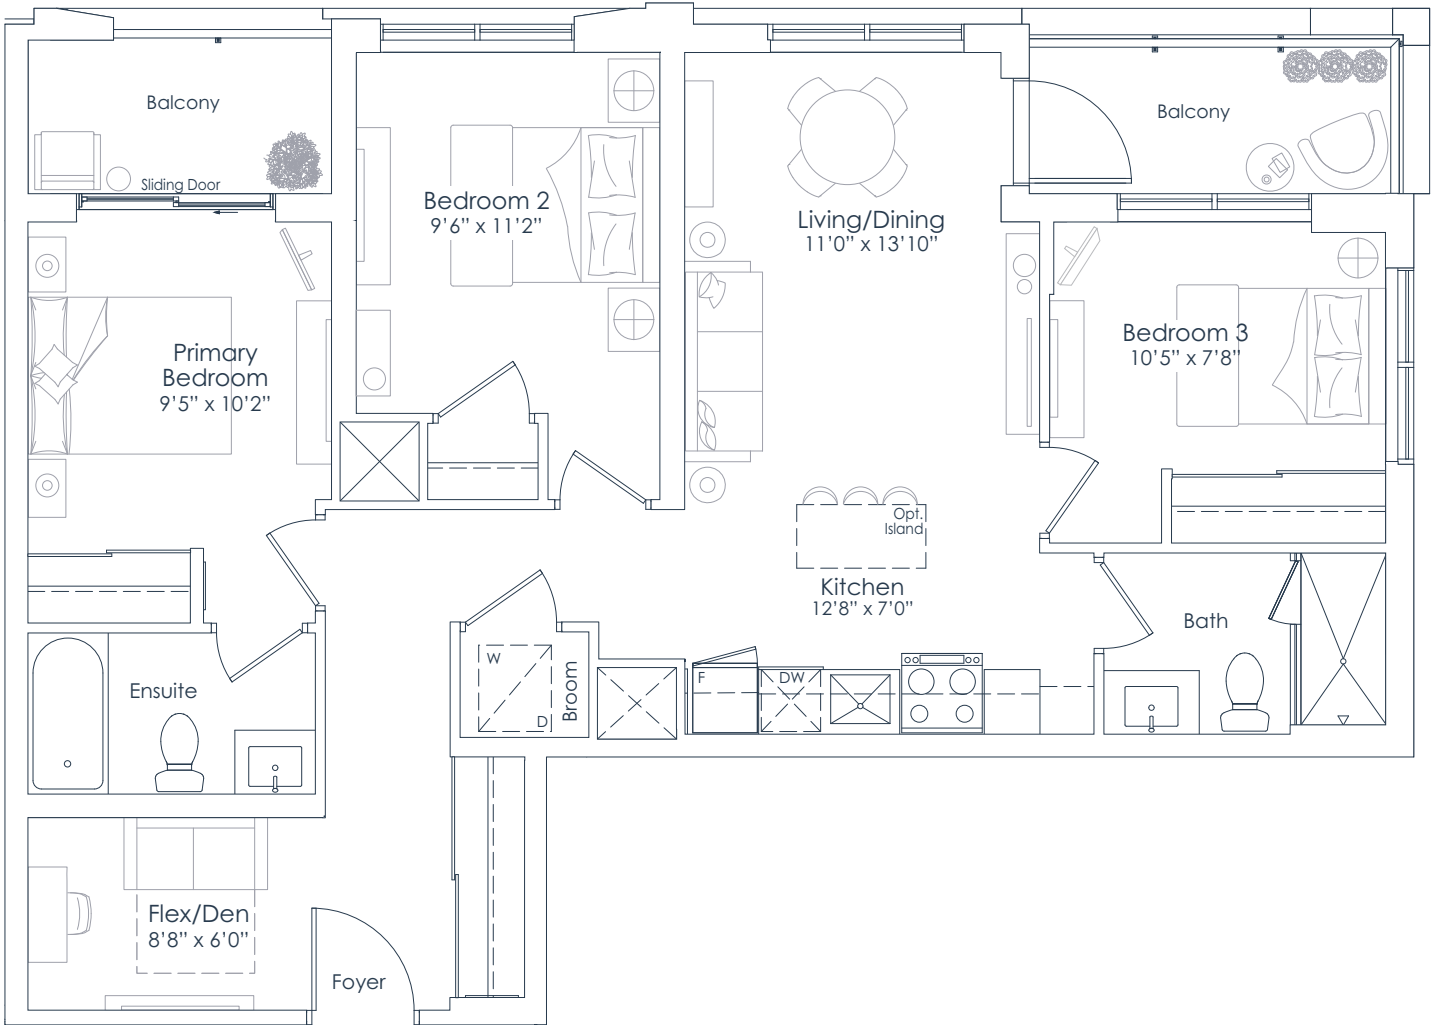 Balcony
Sliding Door
Bedroom 2
9’6” x 11’2”
Living/Dining
11’0” x 13’10”
Balcony
Primary
Bedroom
9’5” x 10’2”
Bedroom 3
10’5” x 7’8”
Opt.
Island
Kitchen
12’8” x 7’0”
Ensuite
W
D
Broom
F
DW
Bath
Flex/Den
8’8” x 6’0”
Foyer